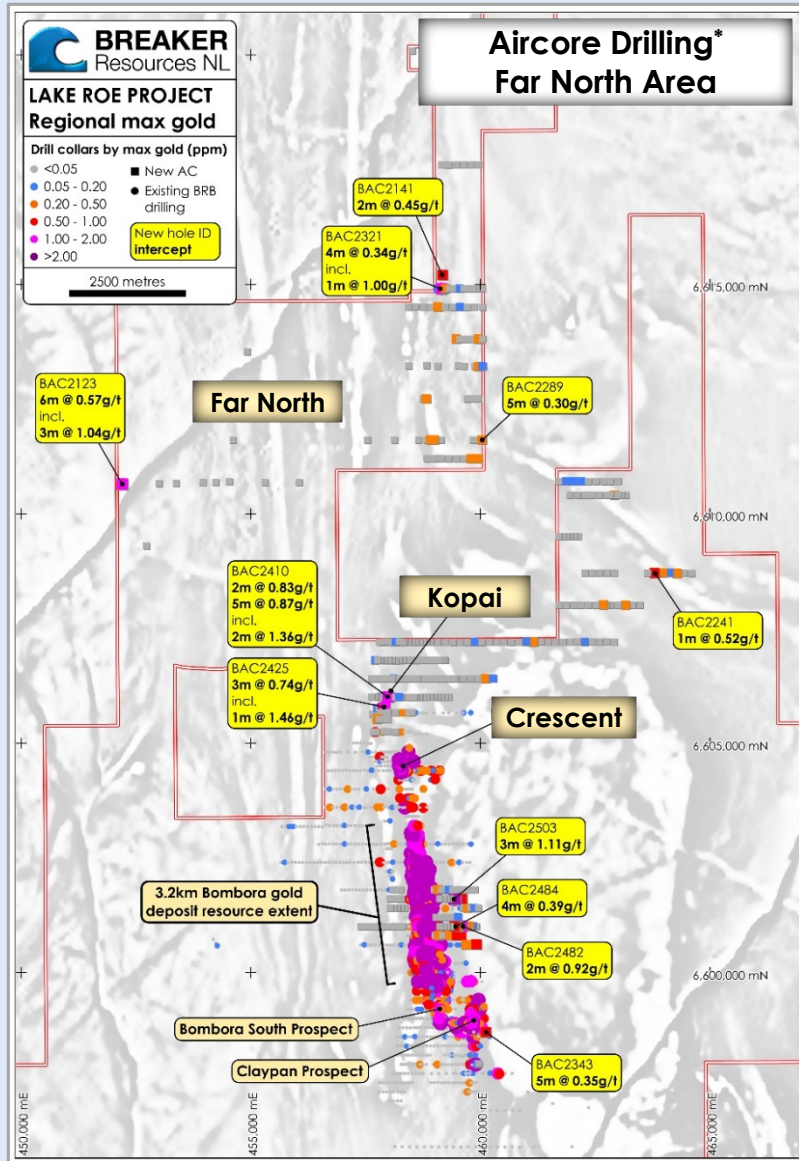 BREAKER
Resources NL
Aircore Drilling*
Far North Area
LAKE ROE PROJECT
Regional max gold
Drill collars by max gold (ppm)
<0.05
0.05 - 0.20
0.20 - 0.50
0.50 - 1.00
1.00 - 2.00
>2.00
New AC
Existing BRB
drilling
New hole ID
intercept
2500 metres
BAC2141
2m @ 0.45g/t
BAC2321
4m @ 0.34g/t
incl.
1m @ 1.00g/t
6,615,000 mN
BAC2123
6m @ 0.57g/t
incl.
3m @ 1.04g/t
Far North
BAC2289
5m @ 0.30g/t
6,610,000 mN
BAC2410
2m @ 0.83g/t
5m @ 0.87g/t
incl.
2m @ 1.36g/t
Kopai
BAC2241
1m @ 0.52g/t
BAC2425
3m @ 0.74g/t
incl.
1m @ 1.46g/t
Crescent
6,605,000 mN
BAC2503
3m @ 1.11g/t
3.2km Bombora gold
deposit resource extent
BAC2484
4m @ 0.39g/t
BAC2482
2m @ 0.92g/t
6,600,000 mN
Bombora South Prospect
Claypan Prospect
BAC2343
5m @ 0.35g/t
450,000 mE
455,000 mE
460,000 mE
465,000 mE